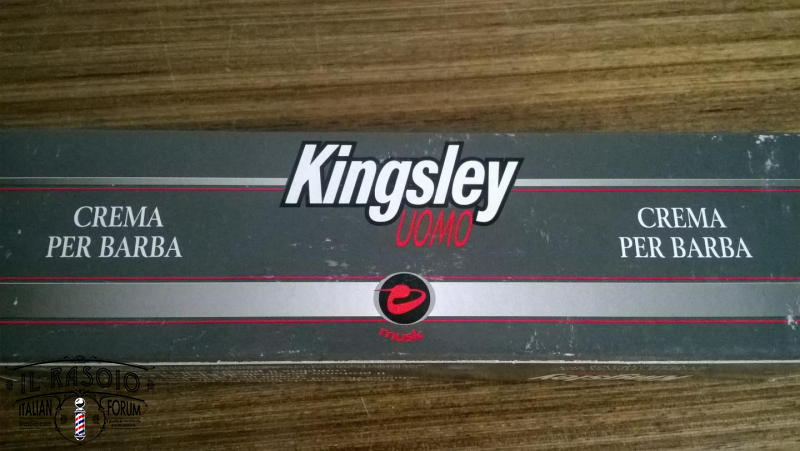 Kingsley
UOMO
CREMA
PER BARBA
CREMA
PER BARBA
musk
IL RASOIO
ITALIAN FORUM